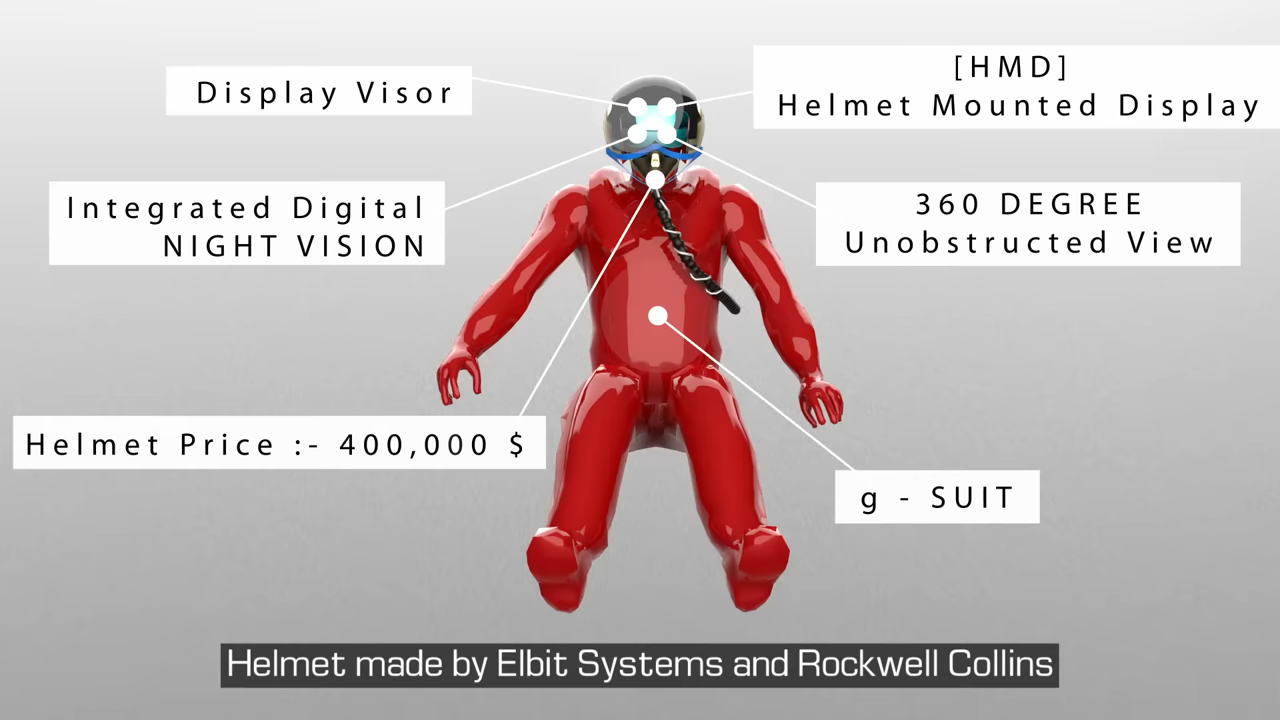 Display Visor
[HMD]
Helmet Mounted Display
Integrated Digital
NIGHT VISION
360 DEGREE
Unobstructed View
Helmet Price :- 400,000 $
g - SUIT
Helmet made by Elbit Systems and Rockwell Collins